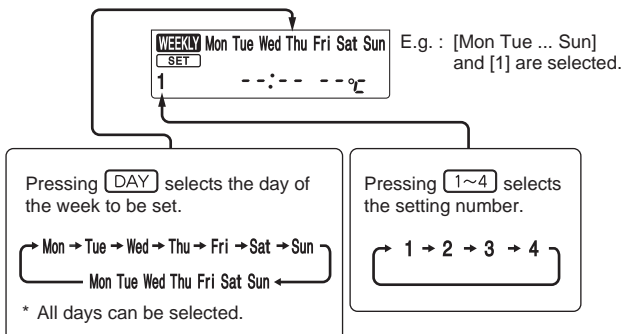 WEEKLY Mon Tue Wed Thu Fri Sat Sun
SET
1 --:-- --°C
E.g. : [Mon Tue ... Sun]
and [1] are selected.
Pressing DAY selects the day of
the week to be set.
Mon → Tue → Wed → Thu → Fri → Sat → Sun
Mon Tue Wed Thu Fri Sat Sun
* All days can be selected.
Pressing 1~4 selects
the setting number.
1 → 2 → 3 → 4